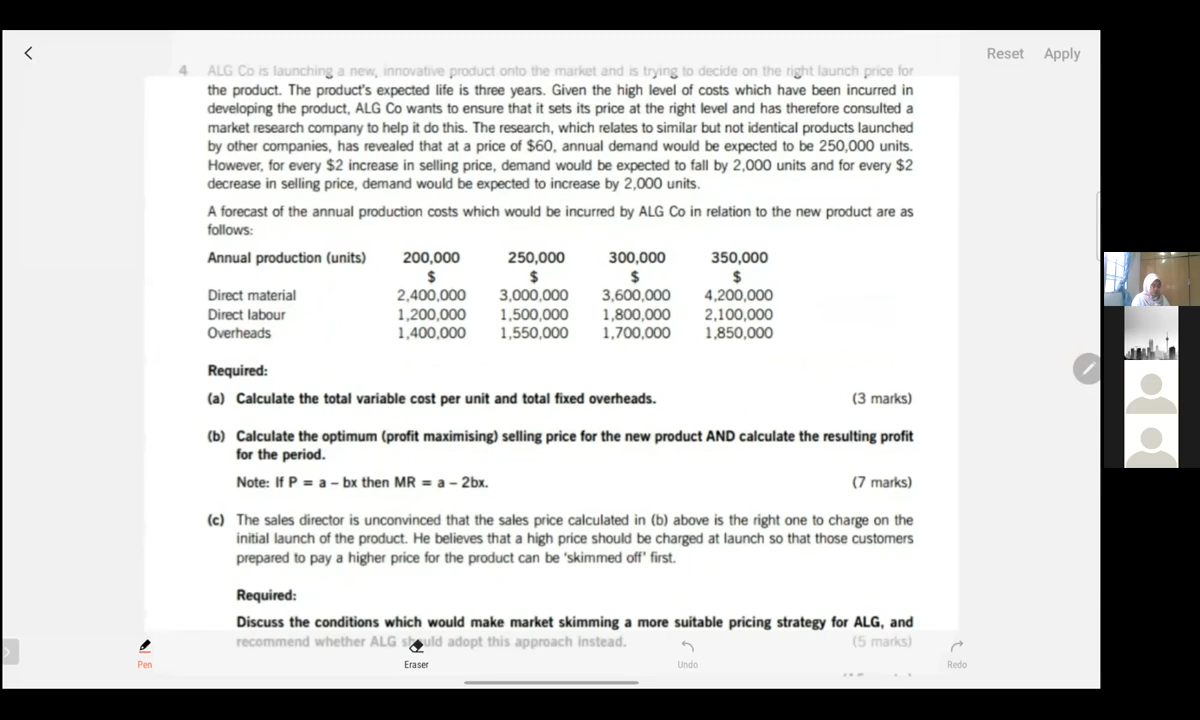 Reset Apply
4 ALG Co is launching a new, innovative product onto the market and is trying to decide on the right launch price for
the product. The product's expected life is three years. Given the high level of costs which have been incurred in
developing the product, ALG Co wants to ensure that it sets its price at the right level and has therefore consulted a
market research company to help it do this. The research, which relates to similar but not identical products launched
by other companies, has revealed that at a price of $60, annual demand would be expected to be 250,000 units.
However, for every $2 increase in selling price, demand would be expected to fall by 2,000 units and for every $2
decrease in selling price, demand would be expected to increase by 2,000 units.
A forecast of the annual production costs which would be incurred by ALG Co in relation to the new product are as
follows:
Annual production (units) 200,000 250,000 300,000 350,000
$ $ $ $
Direct material 2,400,000 3,000,000 3,600,000 4,200,000
Direct labour 1,200,000 1,500,000 1,800,000 2,100,000
Overheads 1,400,000 1,550,000 1,700,000 1,850,000
Required:
(a) Calculate the total variable cost per unit and total fixed overheads. (3 marks)
(b) Calculate the optimum (profit maximising) selling price for the new product AND calculate the resulting profit
for the period.
Note: If P = a – bx then MR = a – 2bx. (7 marks)
(c) The sales director is unconvinced that the sales price calculated in (b) above is the right one to charge on the
initial launch of the product. He believes that a high price should be charged at launch so that those customers
prepared to pay a higher price for the product can be 'skimmed off' first.
Required:
Discuss the conditions which would make market skimming a more suitable pricing strategy for ALG, and
recommend whether ALG should adopt this approach instead. (5 marks)
Pen Eraser Undo Redo